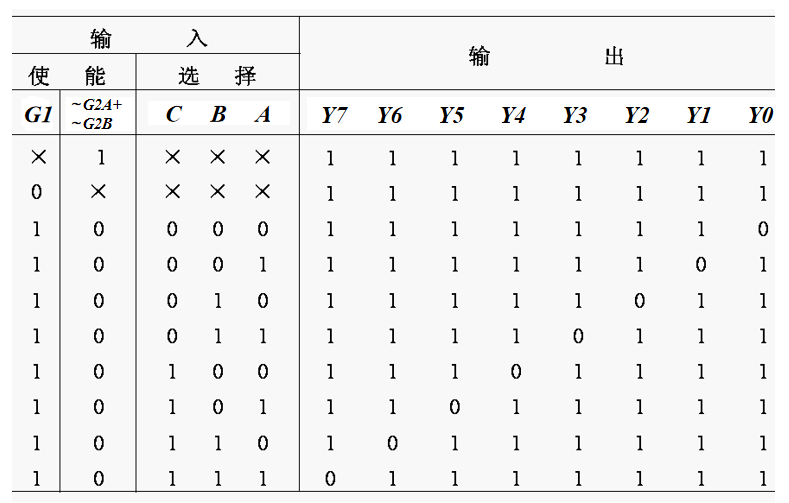 输 入 输 出
使 能 选 择
G1 ~G2A+ ~G2B C B A Y7 Y6 Y5 Y4 Y3 Y2 Y1 Y0
× 1 × × × 1 1 1 1 1 1 1 1
0 × × × × 1 1 1 1 1 1 1 1
1 0 0 0 0 1 1 1 1 1 1 1 0
1 0 0 0 1 1 1 1 1 1 1 0 1
1 0 0 1 0 1 1 1 1 1 0 1 1
1 0 0 1 1 1 1 1 1 0 1 1 1
1 0 1 0 0 1 1 1 0 1 1 1 1
1 0 1 0 1 1 1 0 1 1 1 1 1
1 0 1 1 0 1 0 1 1 1 1 1 1
1 0 1 1 1 0 1 1 1 1 1 1 1